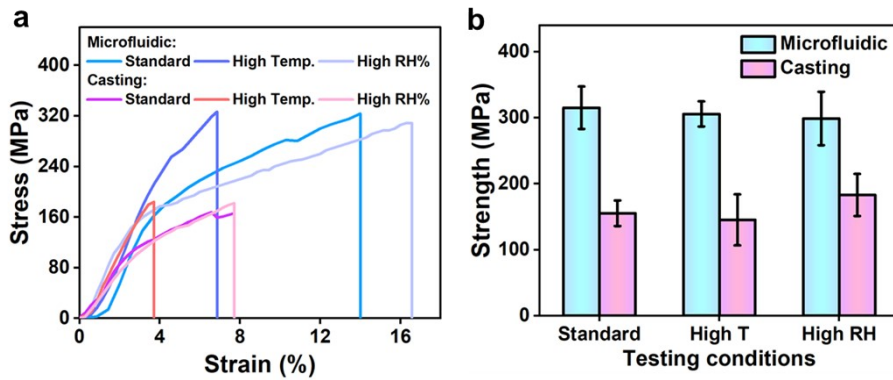 a
Microfluidic:
Standard High Temp. High RH%
Casting:
Standard High Temp. High RH%
Stress (MPa)
400
320
240
160
80
0
0 4 8 12 16
Strain (%)
b
Microfluidic
Casting
Strength (MPa)
400
300
200
100
0
Standard High T High RH
Testing conditions